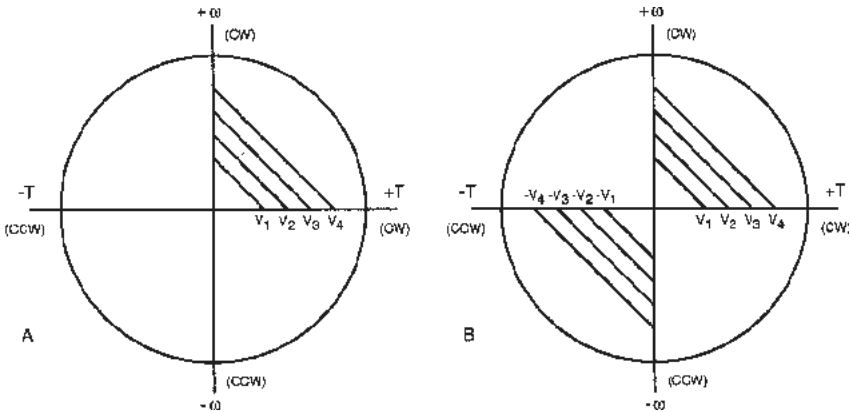 +ω
(CW)
-T
+T
(CCW)
V1 V2 V3 V4
(CW)
A
(CCW)
-ω
+ω
(CW)
-T
-V4 -V3 -V2 -V1
+T
(CCW)
V1 V2 V3 V4
(CW)
B
(CCW)
-ω